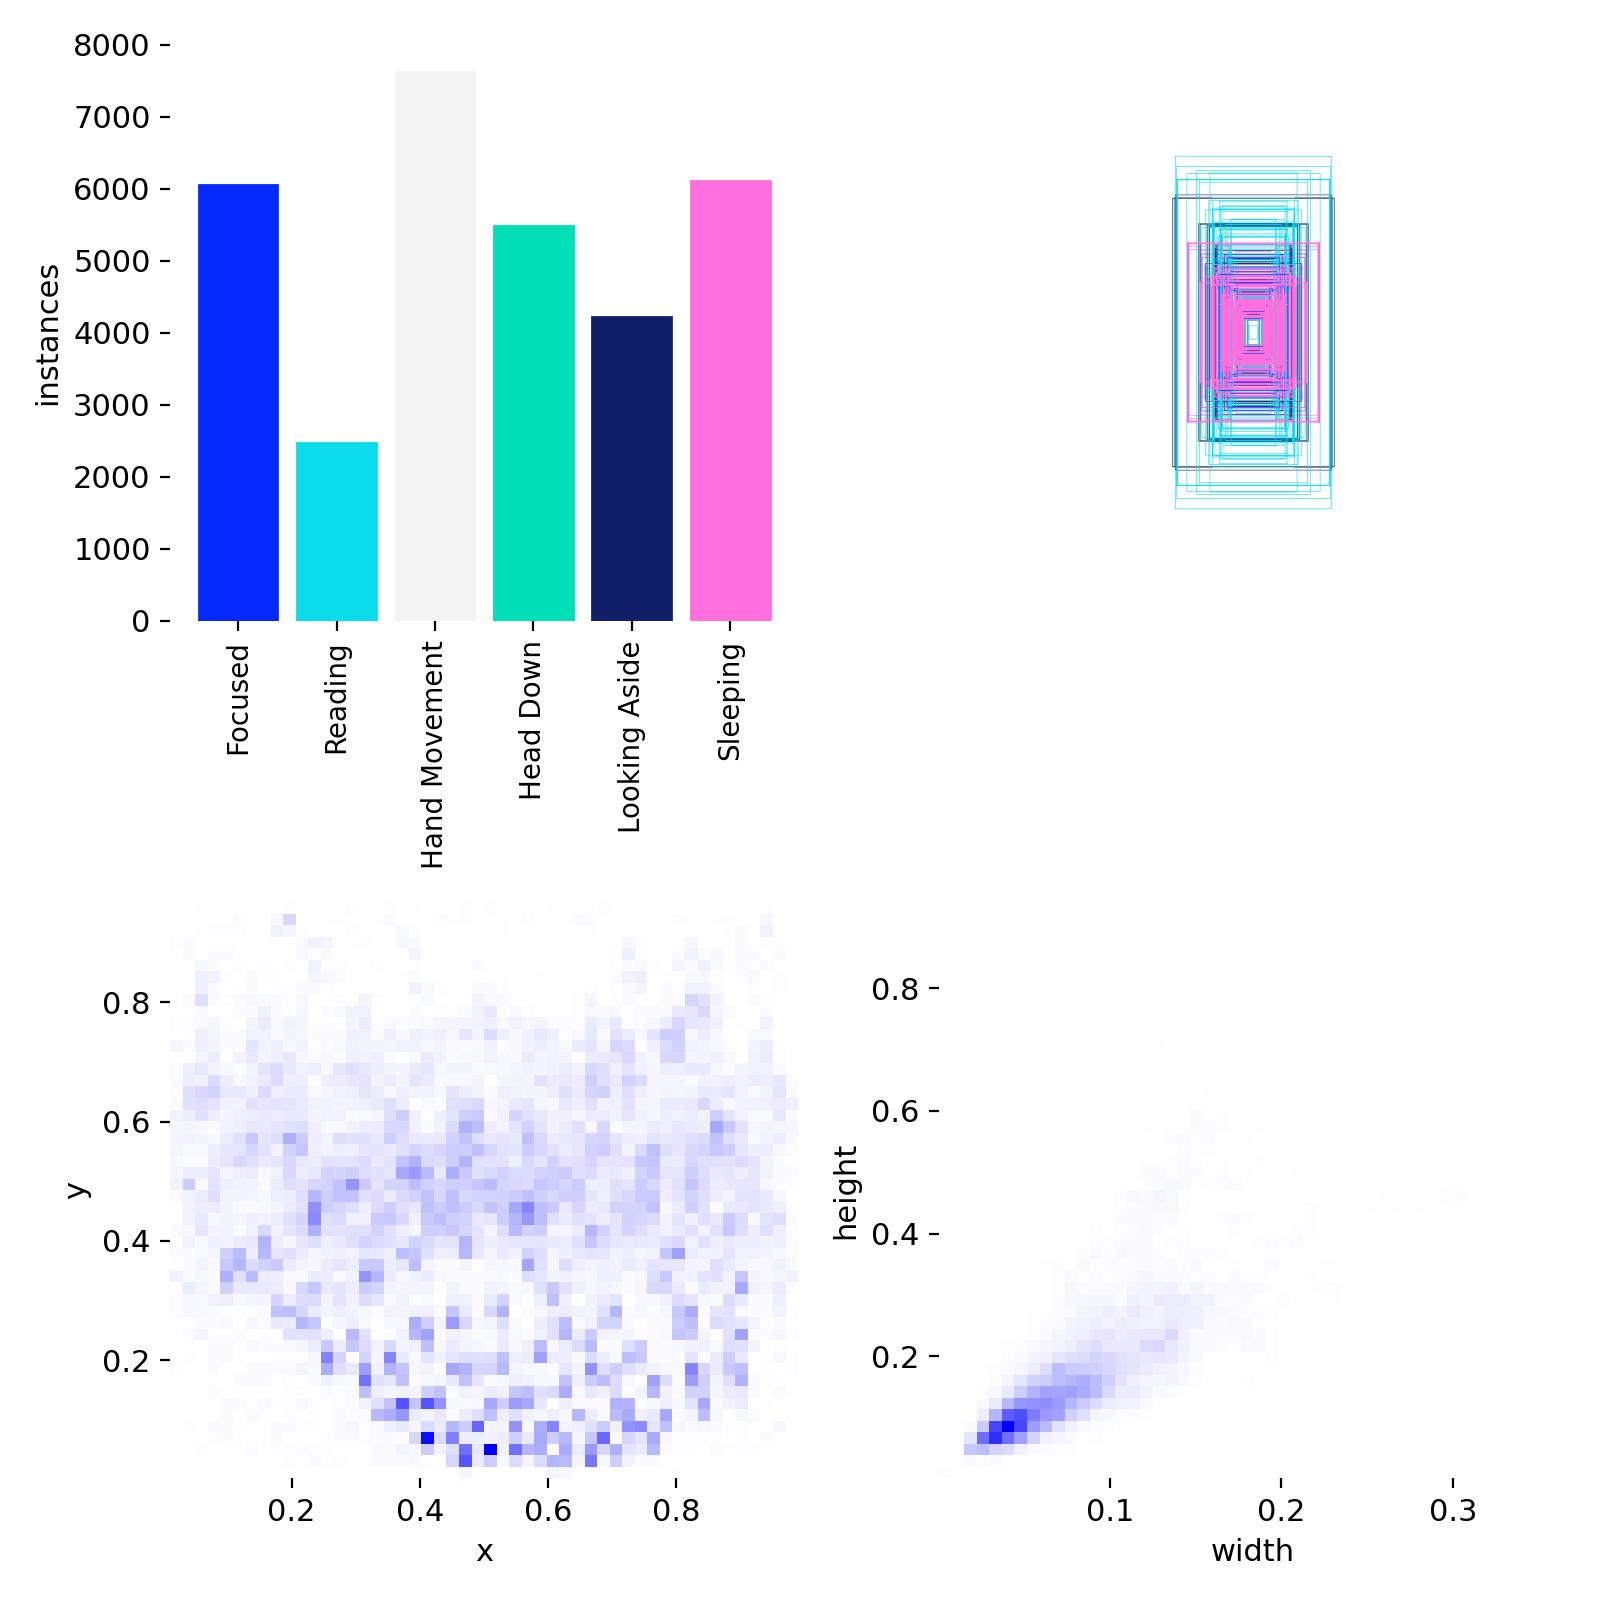 8000
7000
6000
5000
4000
3000
2000
1000
0
instances
Focused
Reading
Hand Movement
Head Down
Looking Aside
Sleeping
0.8
0.6
0.4
0.2
y
0.2 0.4 0.6 0.8
x
0.8
0.6
0.4
0.2
height
0.1 0.2 0.3
width